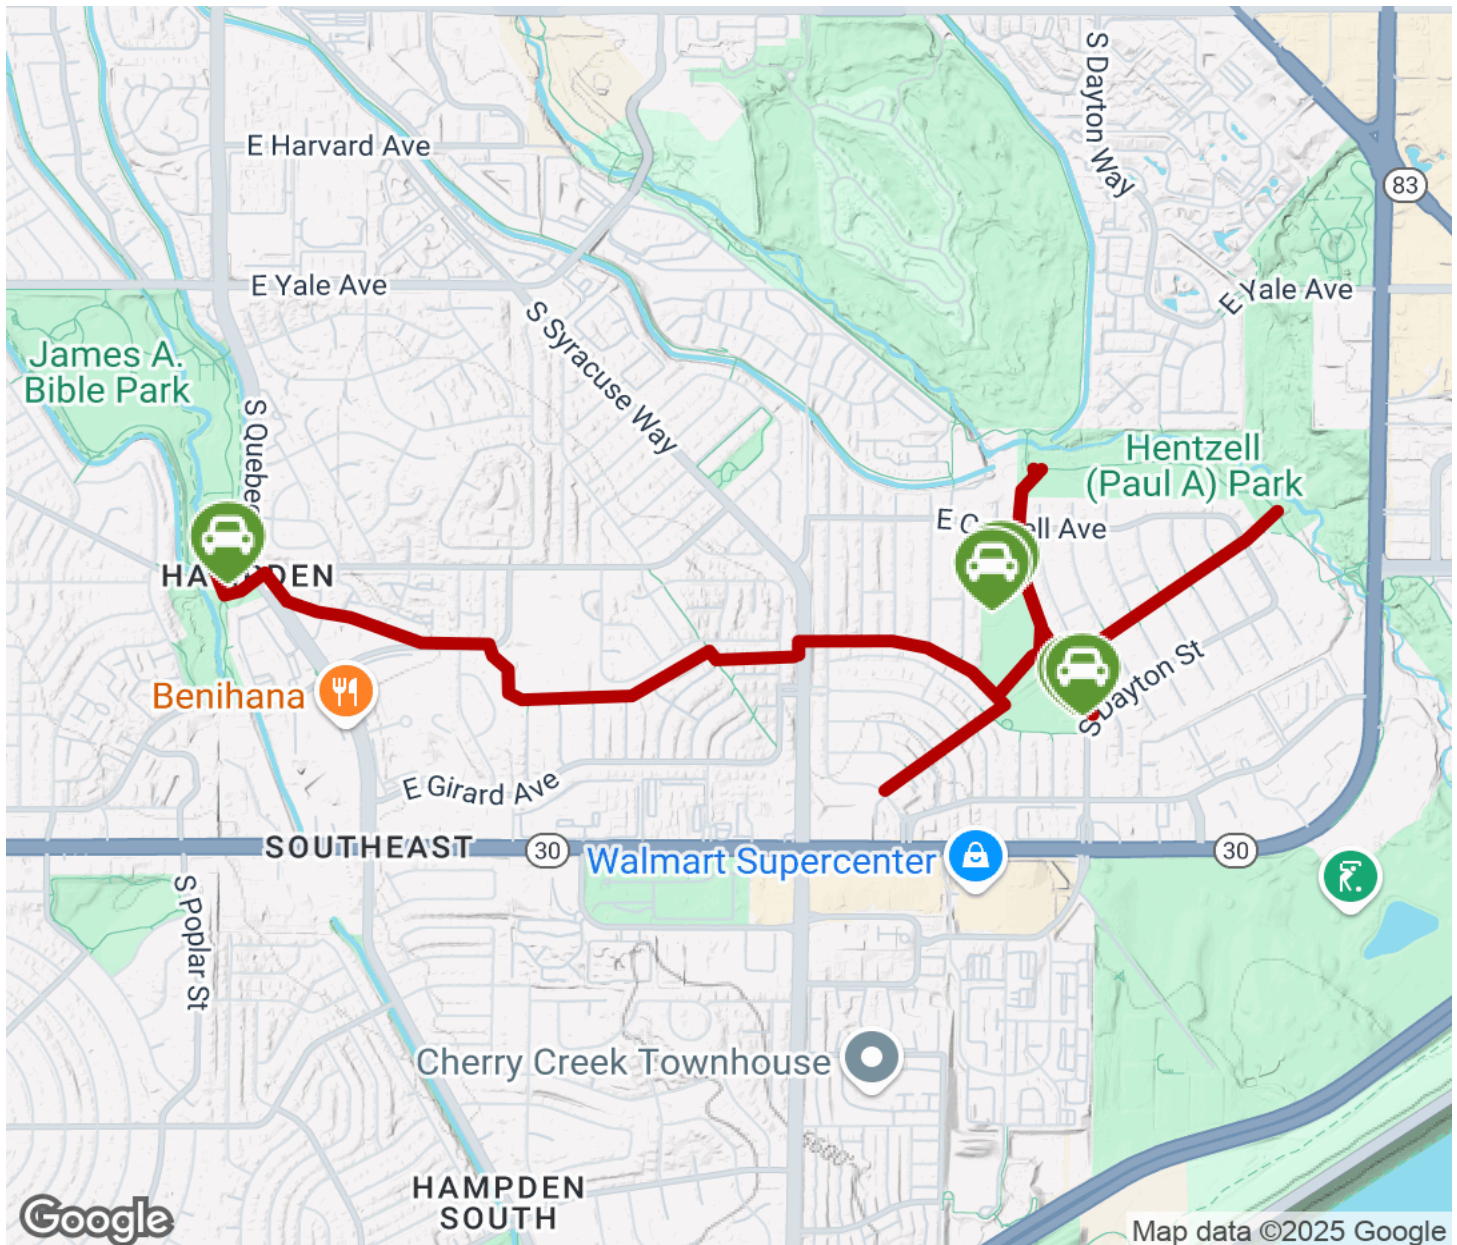 S Dayton Way
E Harvard Ave
83
E Yale Ave
E Yale Ave
S Syracuse Way
James A.
Bible Park
S Quebec
Hentzell
(Paul A) Park
E Ave
HAMPDEN
S Dayton St
Benihana
E Girard Ave
SOUTHEAST
30
Walmart Supercenter
30
S Poplar St
Cherry Creek Townhouse
HAMPDEN
SOUTH
Google
Map data ©2025 Google